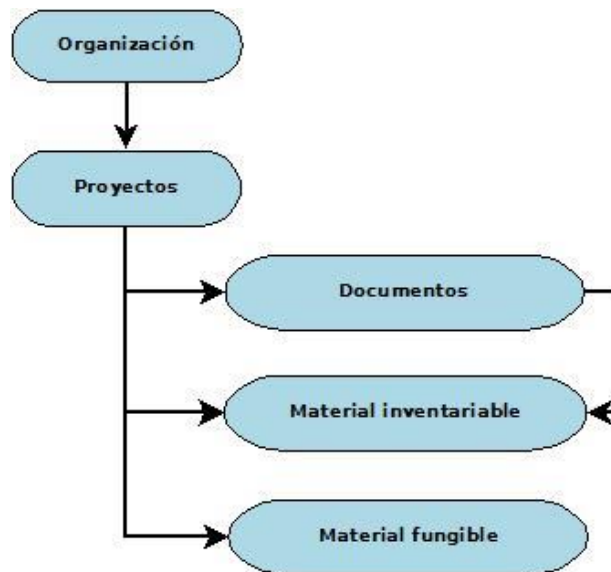 Organización
Proyectos
Documentos
Material inventariable
Material fungible